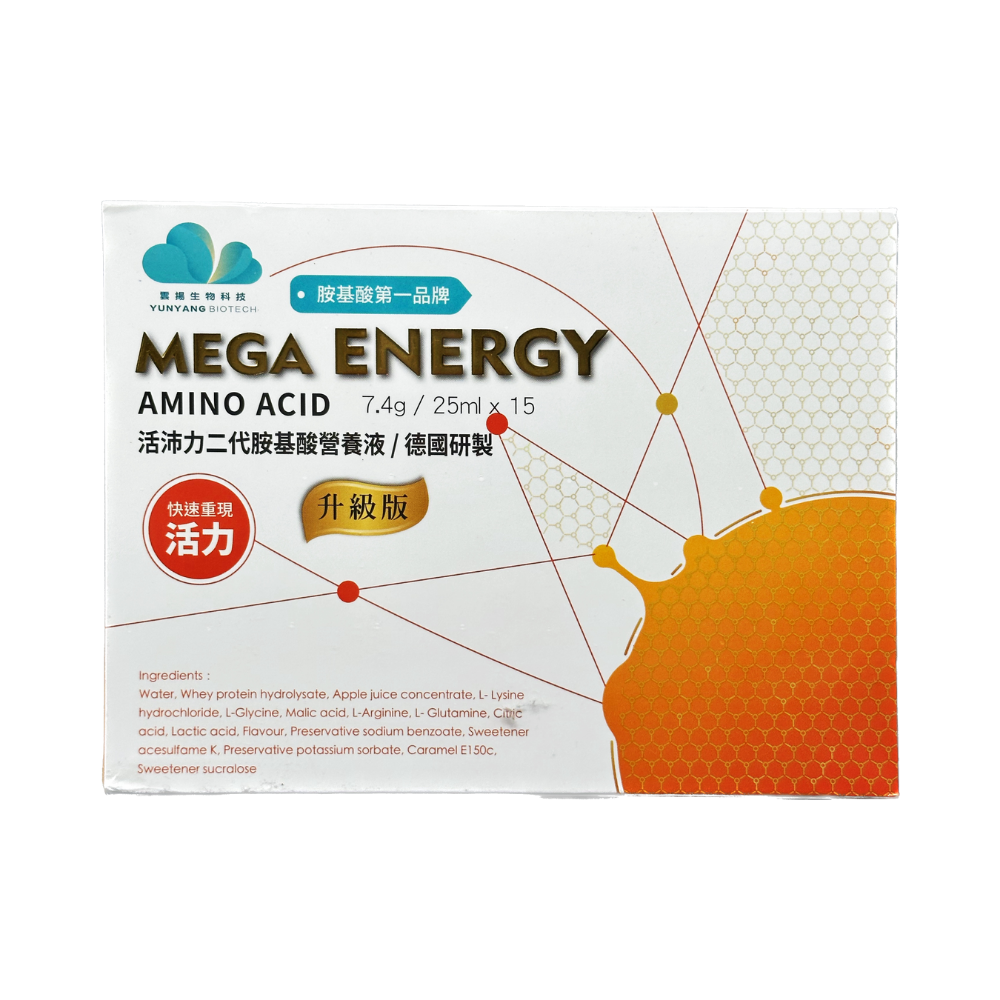 雲揚生物科技
YUNYANG BIOTECH
胺基酸第一品牌
MEGA ENERGY
AMINO ACID 7.4g / 25ml x 15
活沛力二代胺基酸營養液 / 德國研製
快速重現
活力
升級版
Ingredients :
Water, Whey protein hydrolysate, Apple juice concentrate, L- Lysine
hydrochloride, L-Glycine, Malic acid, L-Arginine, L- Glutamine, Citric
acid, Lactic acid, Flavour, Preservative sodium benzoate, Sweetener
acesulfame K, Preservative potassium sorbate, Caramel E150c,
Sweetener sucralose